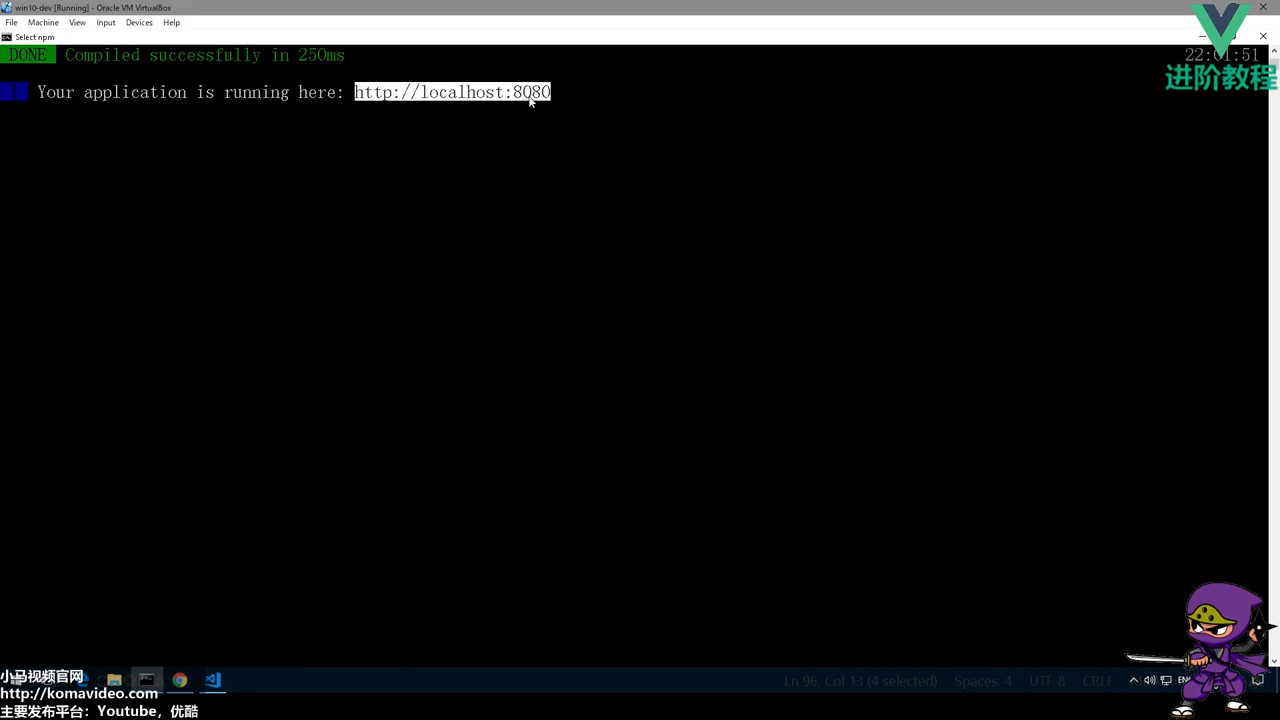 win10-dev [Running] - Oracle VM VirtualBox
File Machine View Input Devices Help
Select npm
DONE Compiled successfully in 250ms
22:01:51
进阶教程
I Your application is running here: http://localhost:8080
小马视频官网
http://komavideo.com
主要发布平台：Youtube，优酷
Ln 96, Col 13 (4 selected) Spaces: 4 UTF-8 CRLF